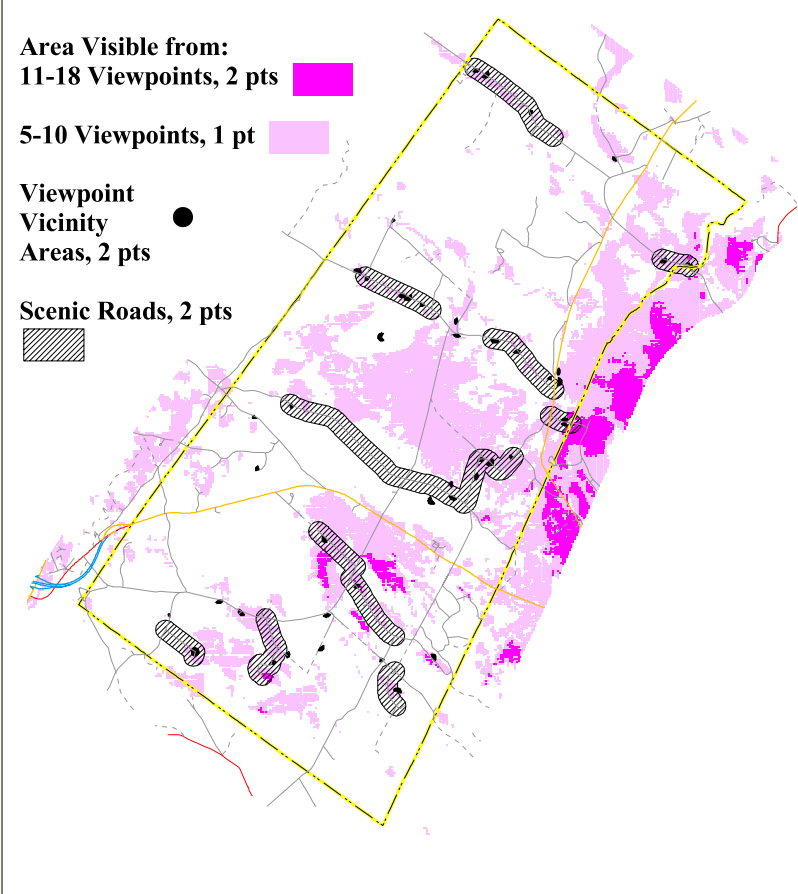 Area Visible from:
11-18 Viewpoints, 2 pts
5-10 Viewpoints, 1 pt
Viewpoint
Vicinity
Areas, 2 pts
Scenic Roads, 2 pts